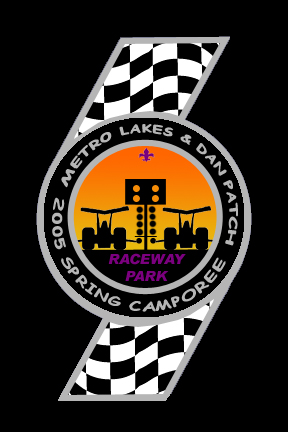 METRO LAKES & DAN PATCH
2005 SPRING CAMPOREE
RACEWAY
PARK